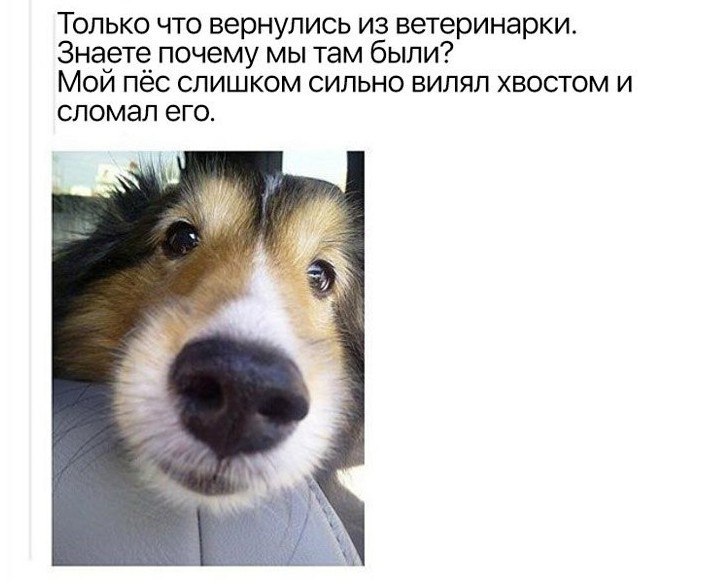 Только что вернулись из ветеринарки.
Знаете почему мы там были?
Мой пёс слишком сильно вилял хвостом и
сломал его.